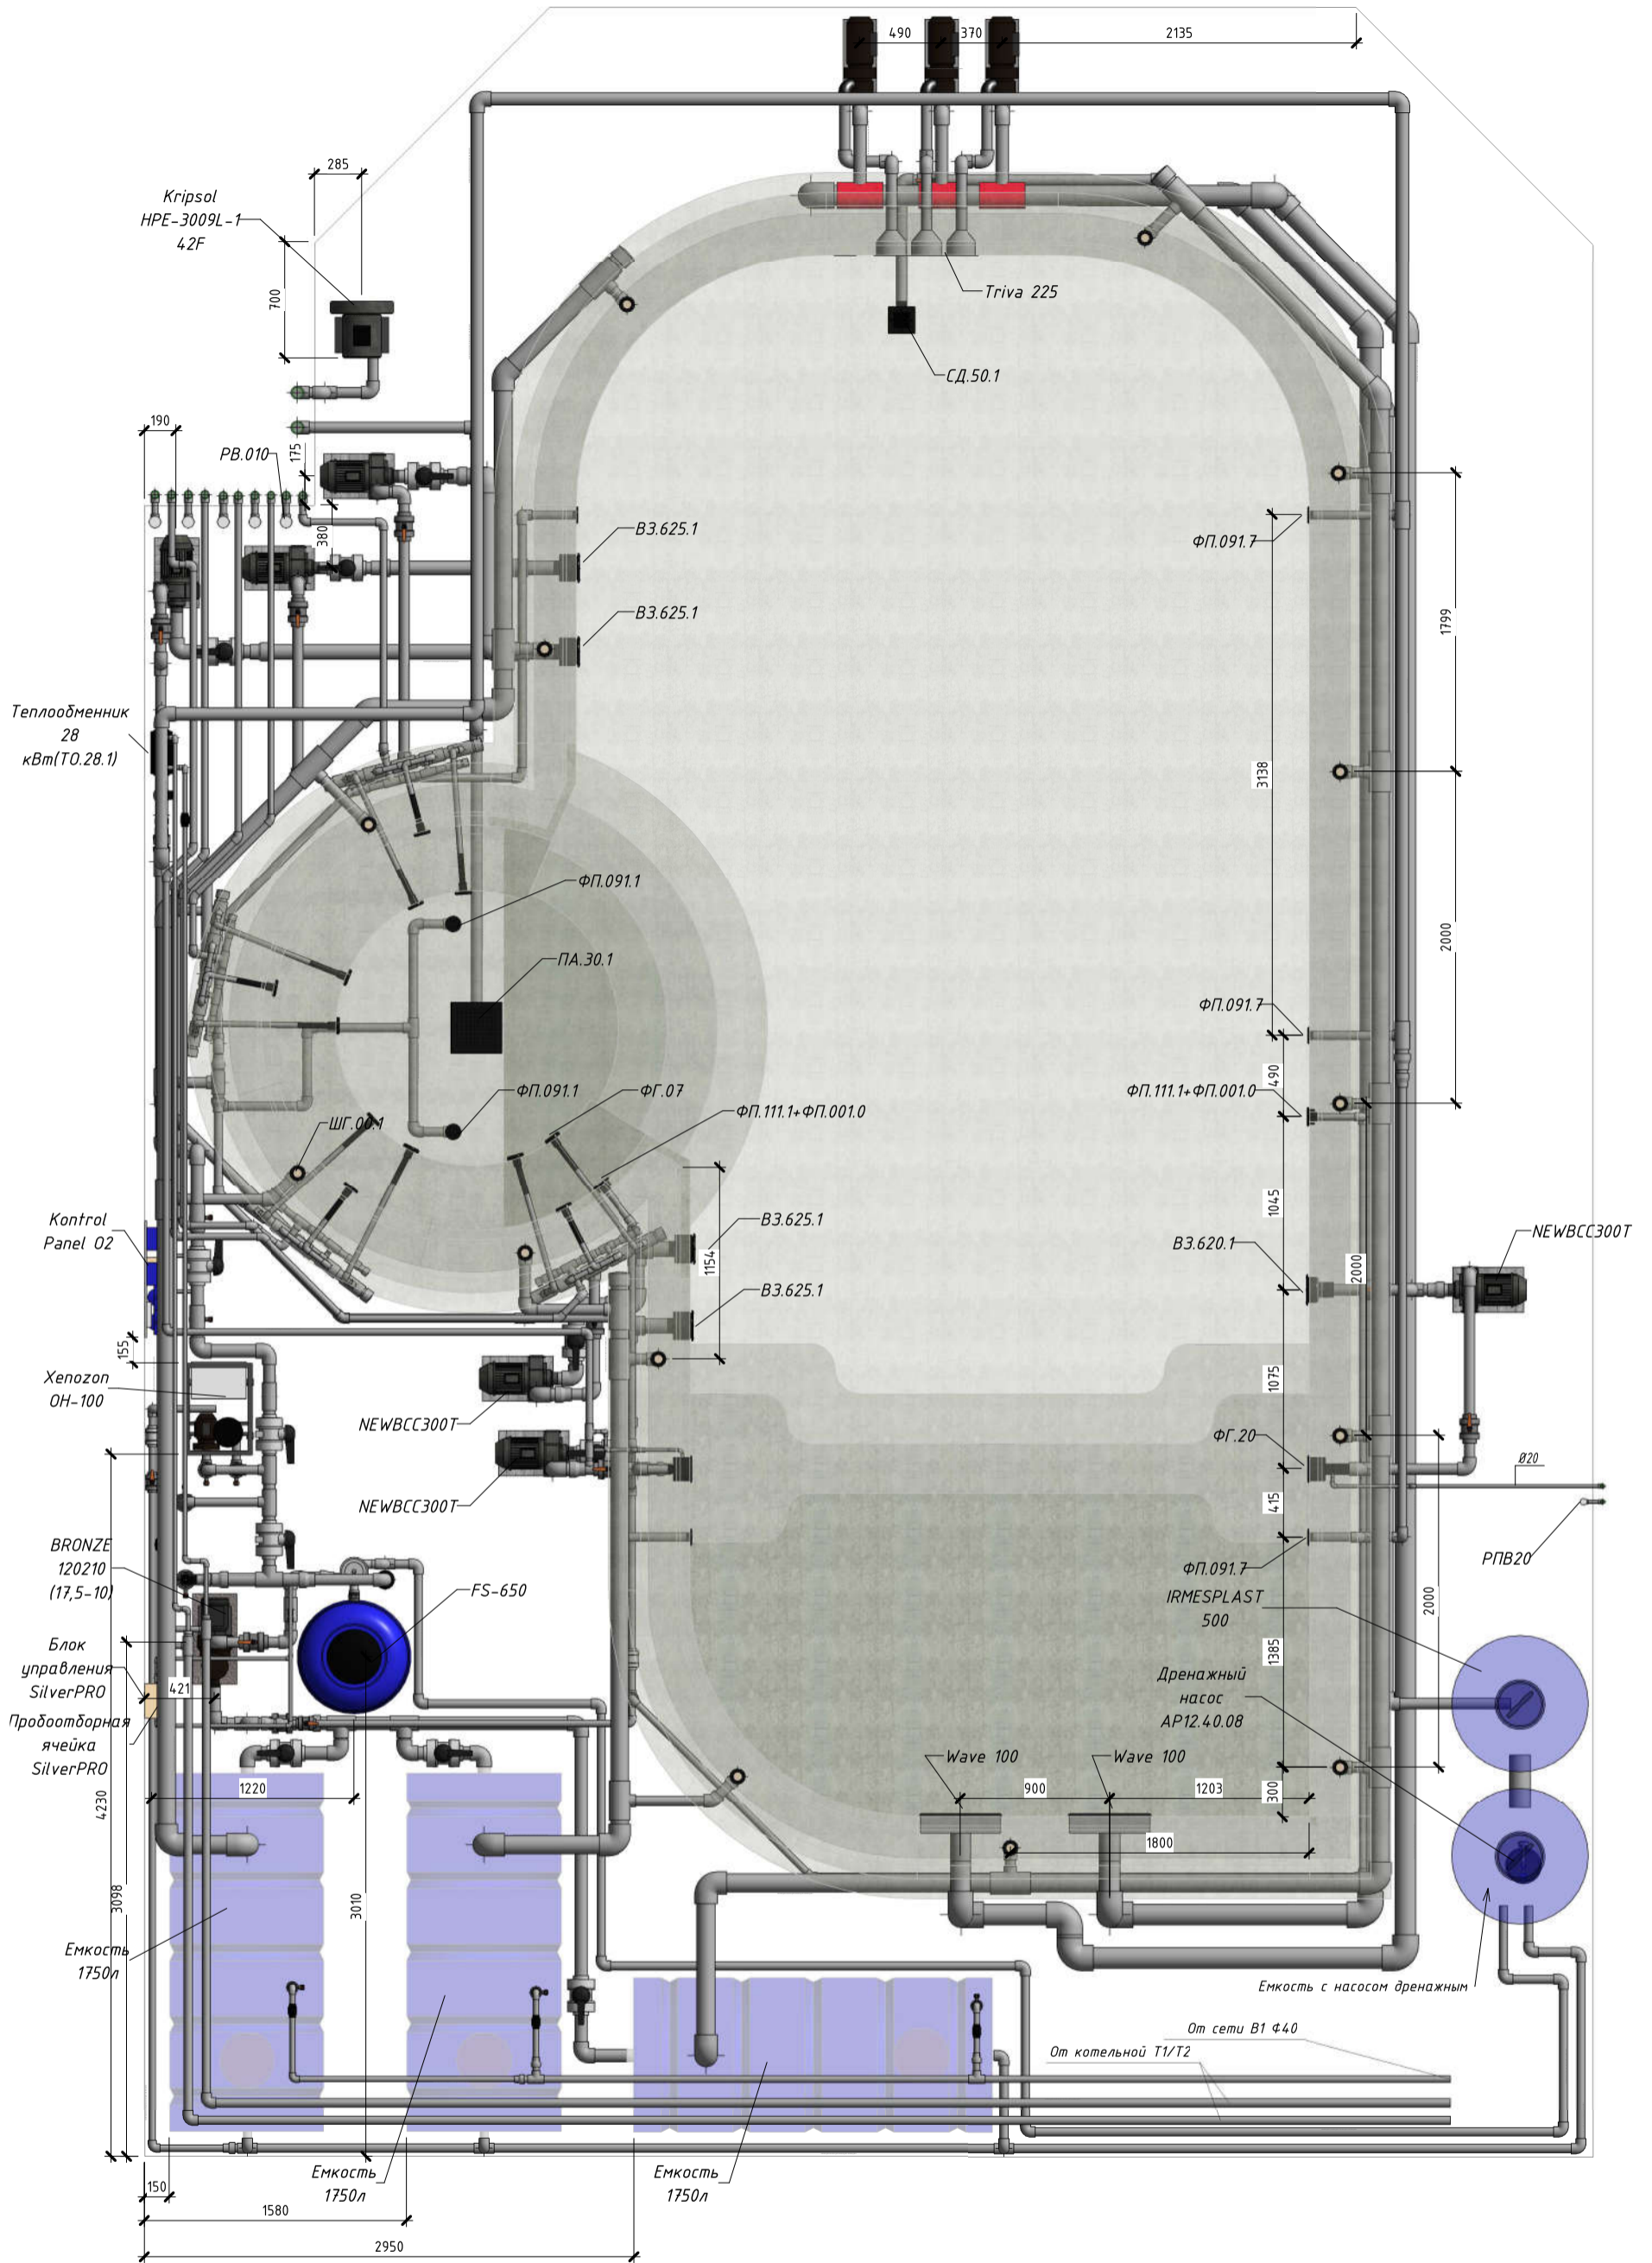 490
370
2135
285
Kripsol
HPE-3009L-1
42F
700
Triva 225
СД.50.1
190
175
РВ.010
380
ВЗ.625.1
ФП.091.7
ВЗ.625.1
1799
Теплообменник
28
кВт(ТО.28.1)
3138
ФП.091.1
2000
ПА.30.1
ФП.091.7
490
ФП.091.1
ФГ.07
ФП.111.1+ФП.001.0
ФП.111.1+ФП.001.0
ШГ.00.1
1045
Kontrol
Panel O2
ВЗ.625.1
1154
ВЗ.620.1
2000
NEWBCC300T
ВЗ.625.1
155
Xenozon
OH-100
1075
NEWBCC300T
ФГ.20
Ø20
NEWBCC300T
415
BRONZE
120210
(17,5-10)
ФП.091.7
РПВ20
FS-650
IRMESPLAST
500
2000
Блок
управления
SilverPRO
421
1385
Дренажный
насос
AP12.40.08
Пробоотборная
ячейка
SilverPRO
Wave 100
Wave 100
1220
900
1203
300
4230
1800
3098
3010
Емкость
1750л
Емкость с насосом дренажным
От сети В1 Ф40
От котельной Т1/Т2
Емкость
1750л
Емкость
1750л
150
1580
2950